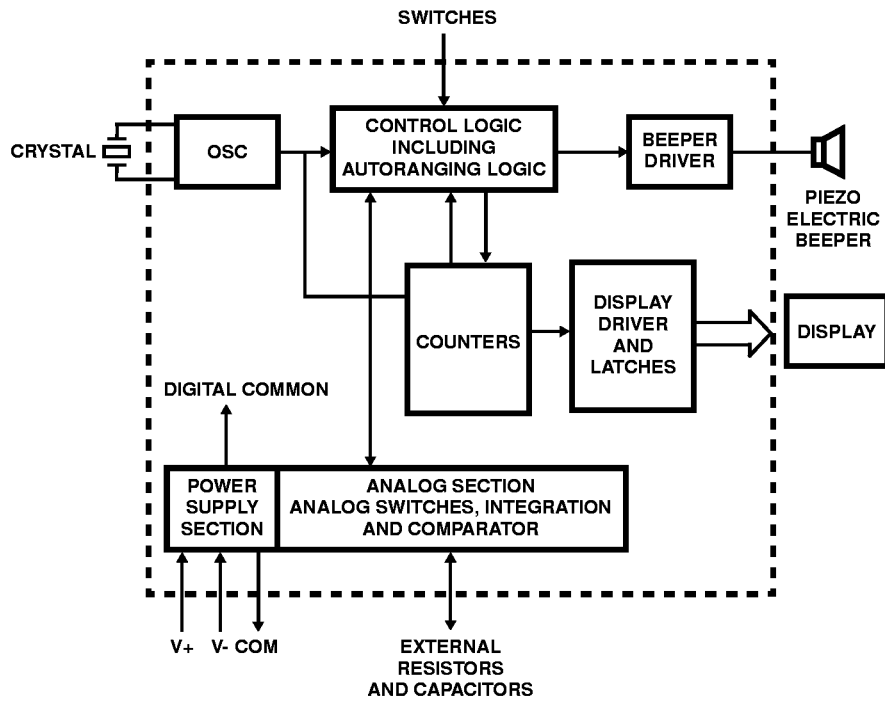 SWITCHES
CRYSTAL
OSC
CONTROL LOGIC
INCLUDING
AUTORANGING LOGIC
BEEPER
DRIVER
PIEZO
ELECTRIC
BEEPER
COUNTERS
DISPLAY
DRIVER
AND
LATCHES
DISPLAY
DIGITAL COMMON
POWER
SUPPLY
SECTION
ANALOG SECTION
ANALOG SWITCHES, INTEGRATION
AND COMPARATOR
V+
V- COM
EXTERNAL
RESISTORS
AND CAPACITORS